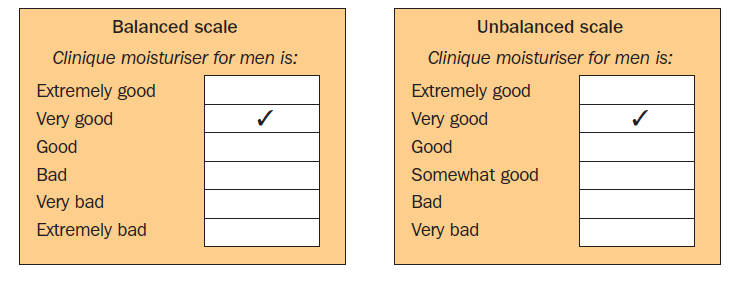 Balanced scale
Clinique moisturiser for men is:
Extremely good
Very good ✓
Good
Bad
Very bad
Extremely bad
Unbalanced scale
Clinique moisturiser for men is:
Extremely good
Very good ✓
Good
Somewhat good
Bad
Very bad